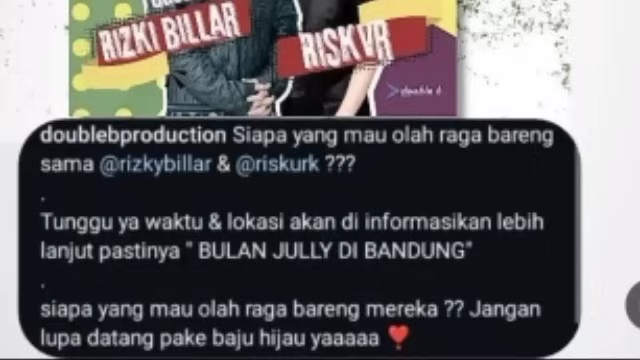 RIZKI BILLAR
RISKVR
double b
doublebproduction Siapa yang mau olah raga bareng
sama @rizkybillar & @riskurk ???
.
Tunggu ya waktu & lokasi akan di informasikan lebih
lanjut pastinya " BULAN JULLY DI BANDUNG"
.
siapa yang mau olah raga bareng mereka ?? Jangan
lupa datang pake baju hijau yaaaaa ❣️